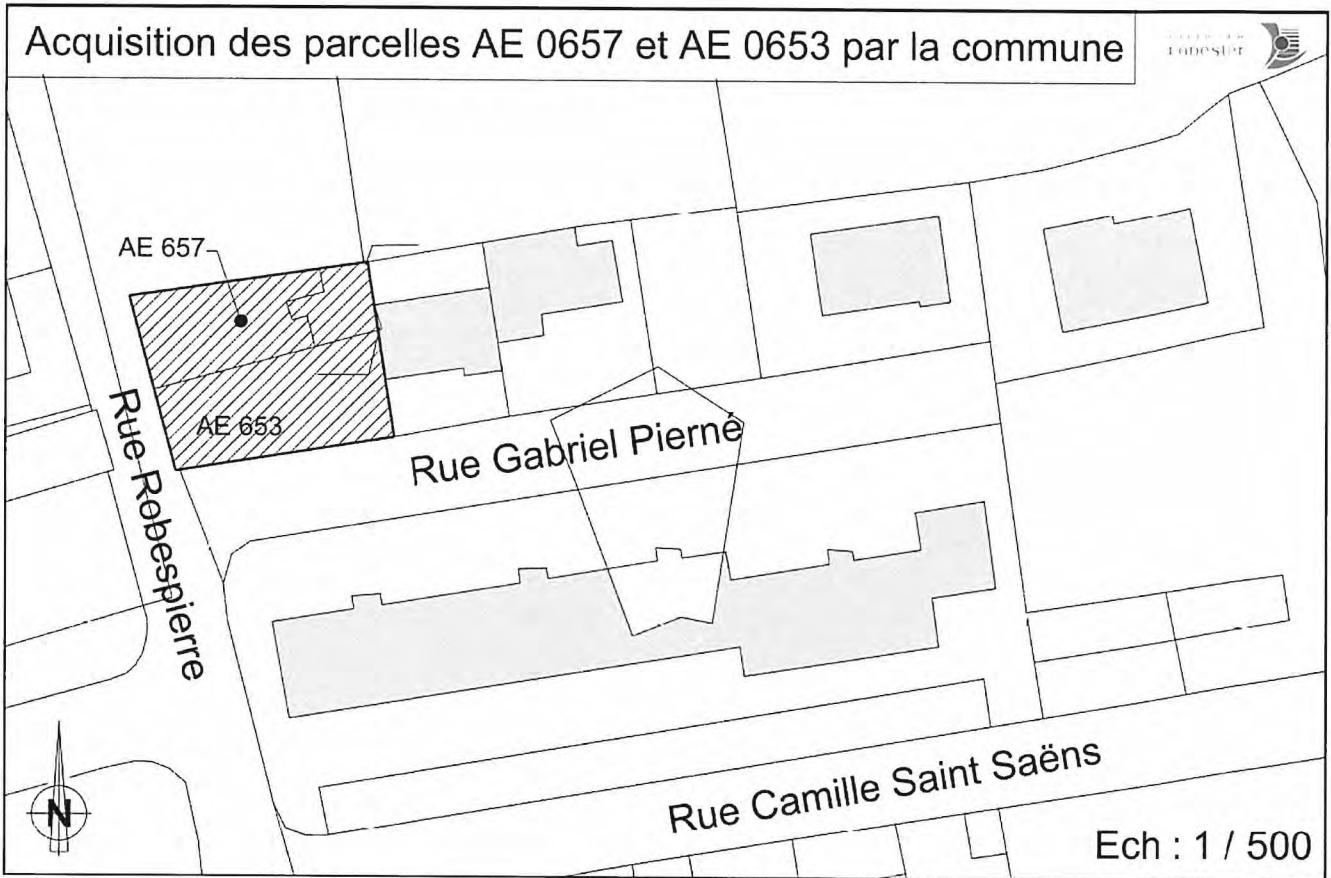 Acquisition des parcelles AE 0657 et AE 0653 par la commune
AE 657
AE 653
Rue Gabriel Pierné
Rue Robespierre
Rue Camille Saint Saëns
N
Ech : 1 / 500